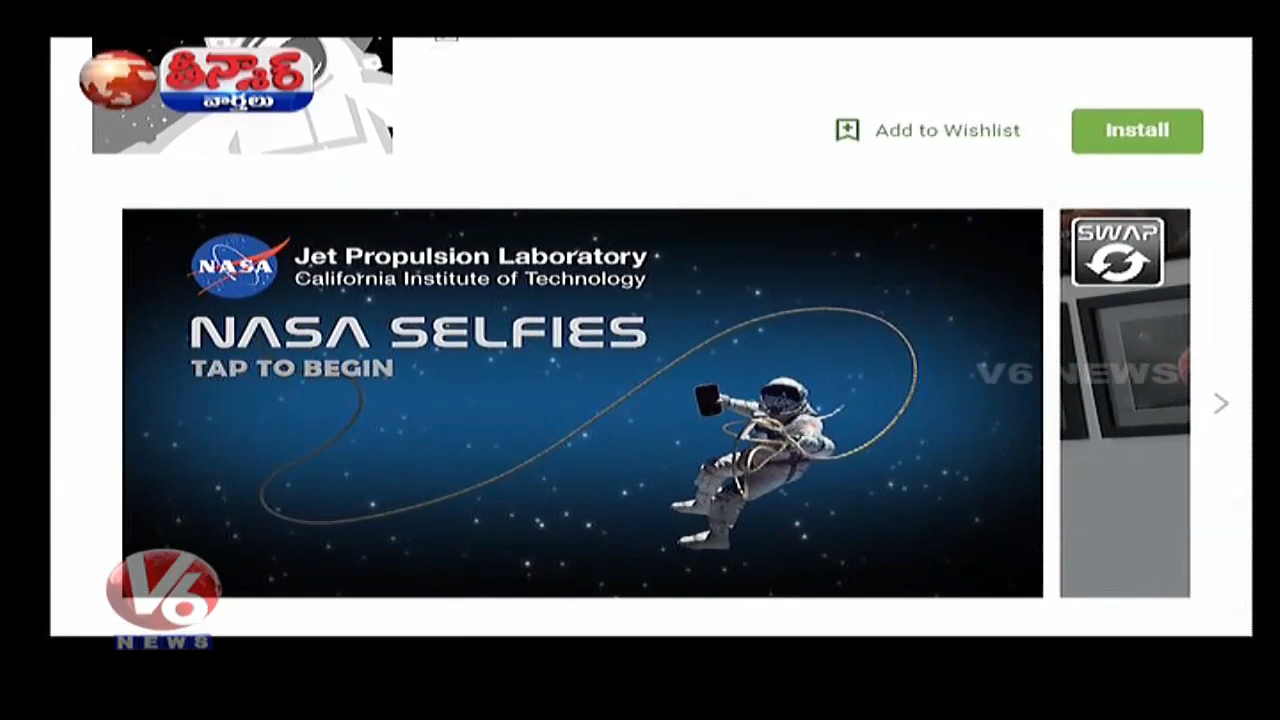 తీన్మార్
వార్తలు
Add to Wishlist
Install
NASA
Jet Propulsion Laboratory
California Institute of Technology
NASA SELFIES
TAP TO BEGIN
SWAP
V6 NEWS
V6
NEWS